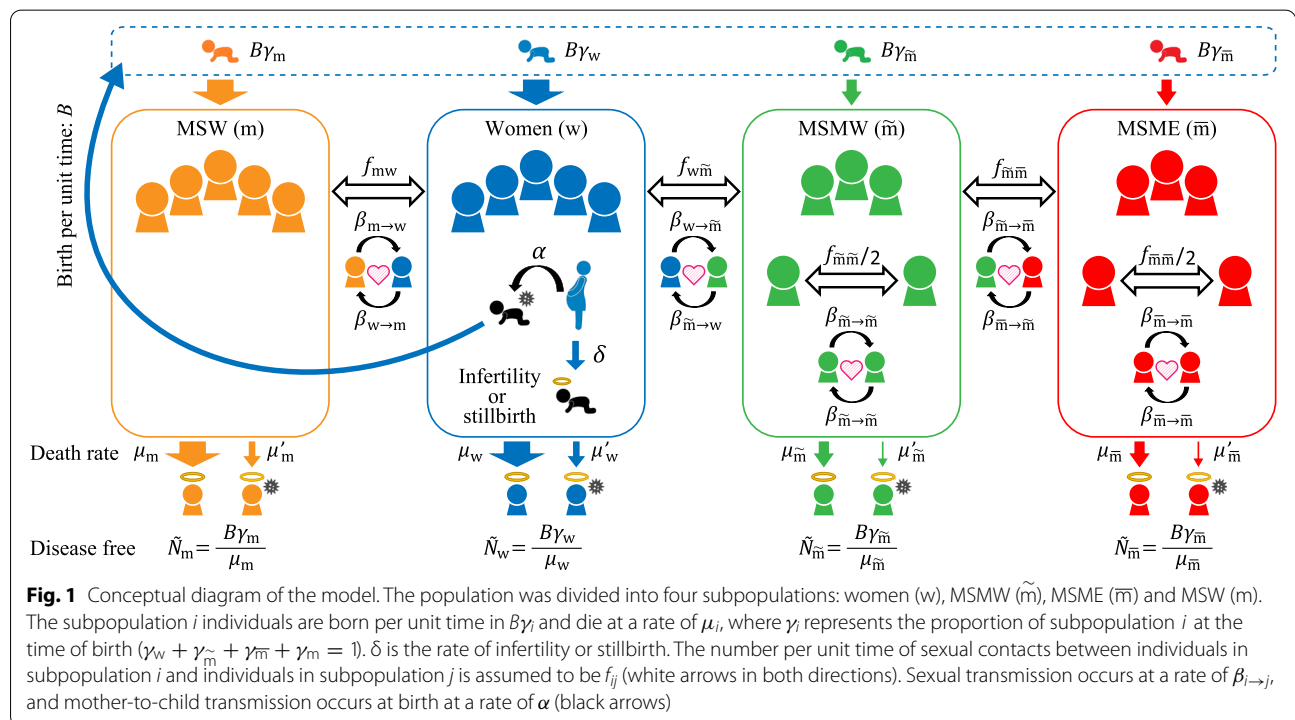 Bγm Bγw Bγm̃ Bγm̅
MSW (m) Women (w) MSMW (m̃) MSME (m̅)
Birth per unit time: B
fmw fwm̃ fm̃m̅
βm→w βw→m̃ βm̃→m̅
α fm̃m̃/2 fm̅m̅/2
βw→m βm̃→w βm̅→m̃
βm̃→m̃ βm̅→m̅
δ
Infertility
or
stillbirth
βm̃→m̃ βm̅→m̅
Death rate μm μ′m μw μ′w μm̃ μ′m̃ μm̅ μ′m̅
Disease free Ñm = Bγm/μm Ñw = Bγw/μw Ñm̃ = Bγm̃/μm̃ Ñm̅ = Bγm̅/μm̅
Fig. 1 Conceptual diagram of the model. The population was divided into four subpopulations: women (w), MSMW (m̃), MSME (m̅) and MSW (m).
The subpopulation i individuals are born per unit time in Bγi and die at a rate of μi, where γi represents the proportion of subpopulation i at the
time of birth (γw + γm̃ + γm̅ + γm = 1). δ is the rate of infertility or stillbirth. The number per unit time of sexual contacts between individuals in
subpopulation i and individuals in subpopulation j is assumed to be fij (white arrows in both directions). Sexual transmission occurs at a rate of βi→j,
and mother-to-child transmission occurs at birth at a rate of α (black arrows)